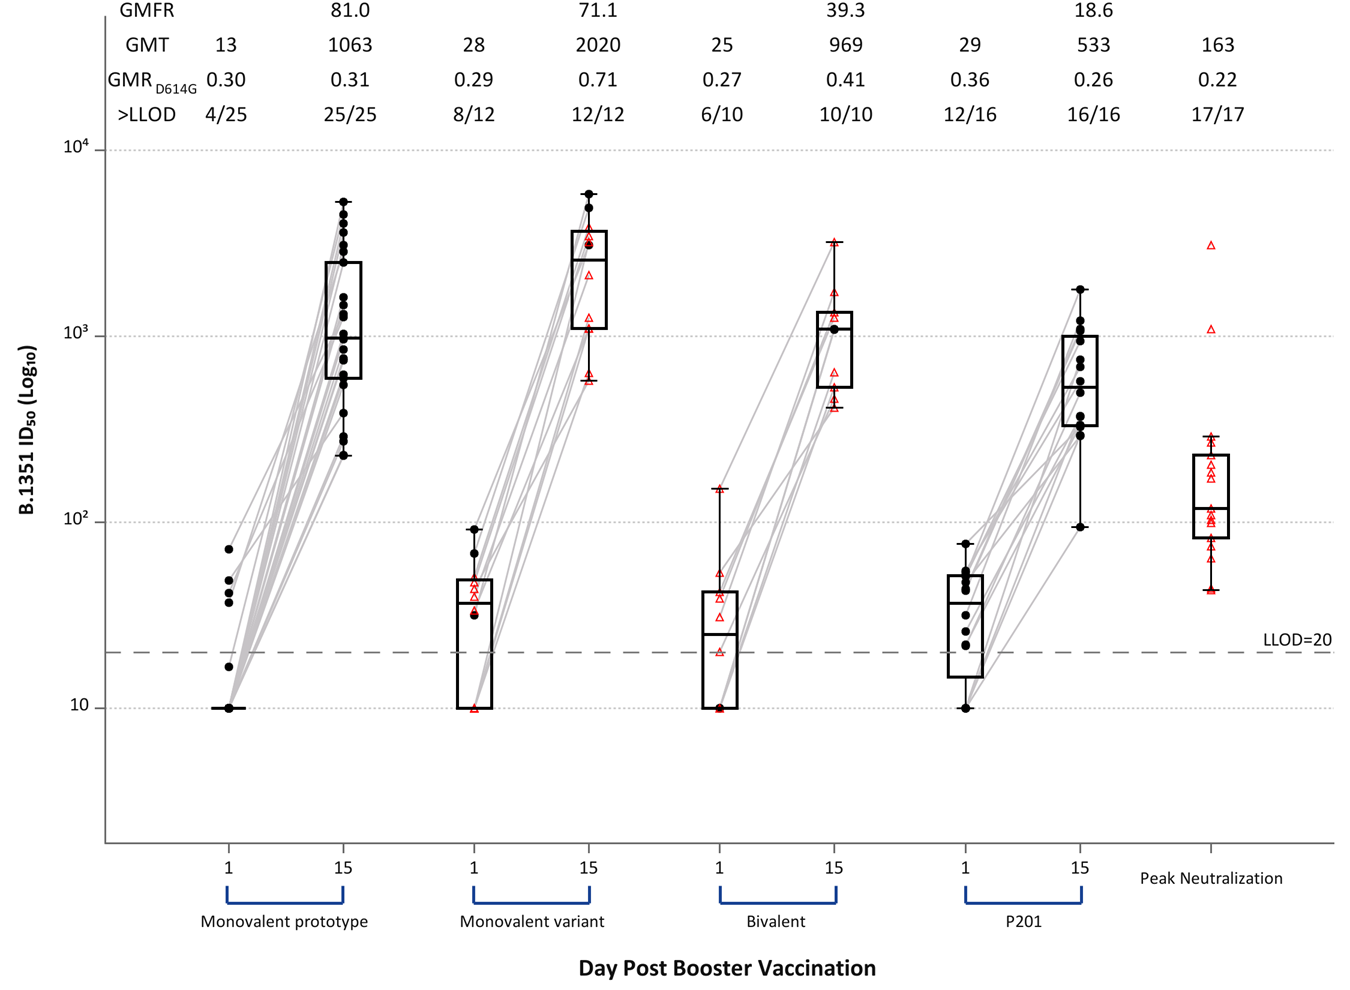 GMFR 81.0 71.1 39.3 18.6
GMT 13 1063 28 2020 25 969 29 533 163
GMR D614G 0.30 0.31 0.29 0.71 0.27 0.41 0.36 0.26 0.22
>LLOD 4/25 25/25 8/12 12/12 6/10 10/10 12/16 16/16 17/17
10⁴
10³
10²
10
B.1351 ID₅₀ (Log₁₀)
LLOD=20
1 15 1 15 1 15 1 15
Peak Neutralization
Monovalent prototype Monovalent variant Bivalent P201
Day Post Booster Vaccination